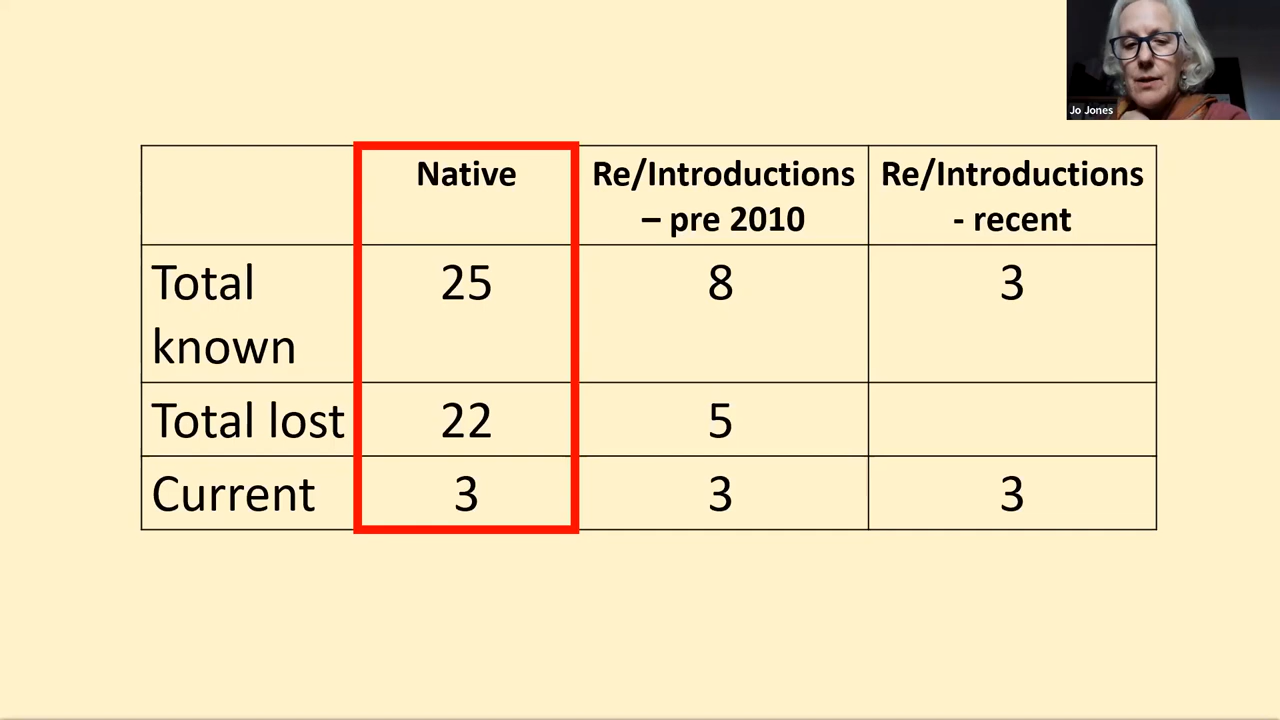 Jo Jones
Native
Re/Introductions
– pre 2010
Re/Introductions
- recent
Total
known
25
8
3
Total lost
22
5
Current
3
3
3